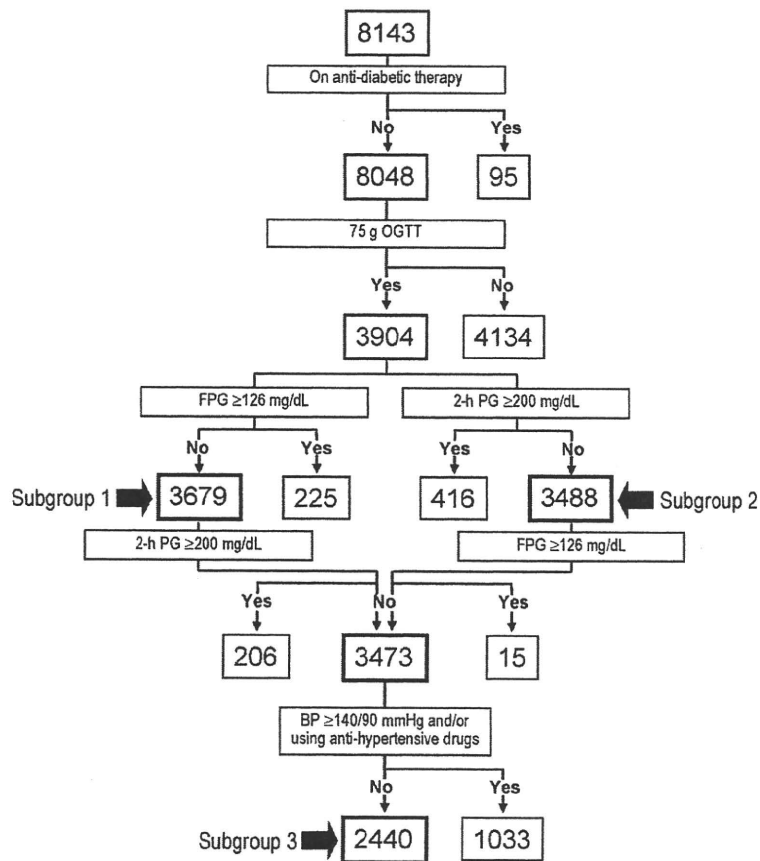 8143
On anti-diabetic therapy
No Yes
8048 95
75 g OGTT
Yes No
3904 4134
FPG ≥126 mg/dL 2-h PG ≥200 mg/dL
No Yes Yes No
Subgroup 1 3679 225 416 3488 Subgroup 2
2-h PG ≥200 mg/dL FPG ≥126 mg/dL
Yes No Yes
206 3473 15
BP ≥140/90 mmHg and/or
using anti-hypertensive drugs
No Yes
Subgroup 3 2440 1033